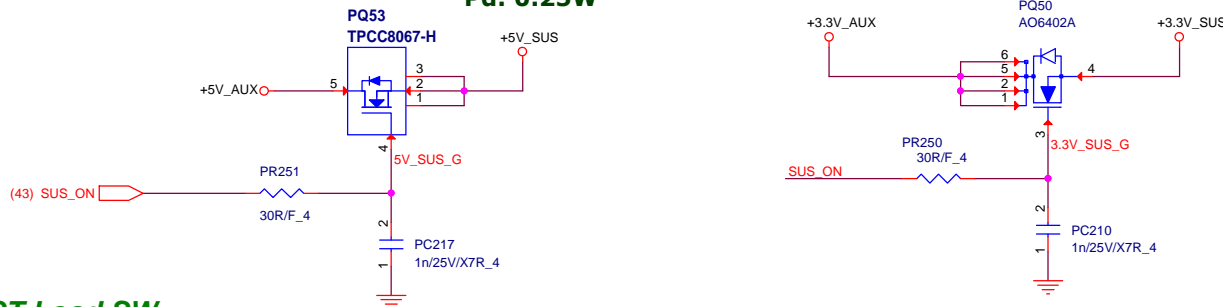 Pd: 0.25W
PQ53
TPCC8067-H
+5V_SUS
+5V_AUX
5
3
2
1
4
5V_SUS_G
(43) SUS_ON
PR251
30R/F_4
2
1
PC217
1n/25V/X7R_4
PQ50
AO6402A
+3.3V_AUX
+3.3V_SUS
6
5
2
1
4
3
3.3V_SUS_G
SUS_ON
PR250
30R/F_4
2
1
PC210
1n/25V/X7R_4
Load SW